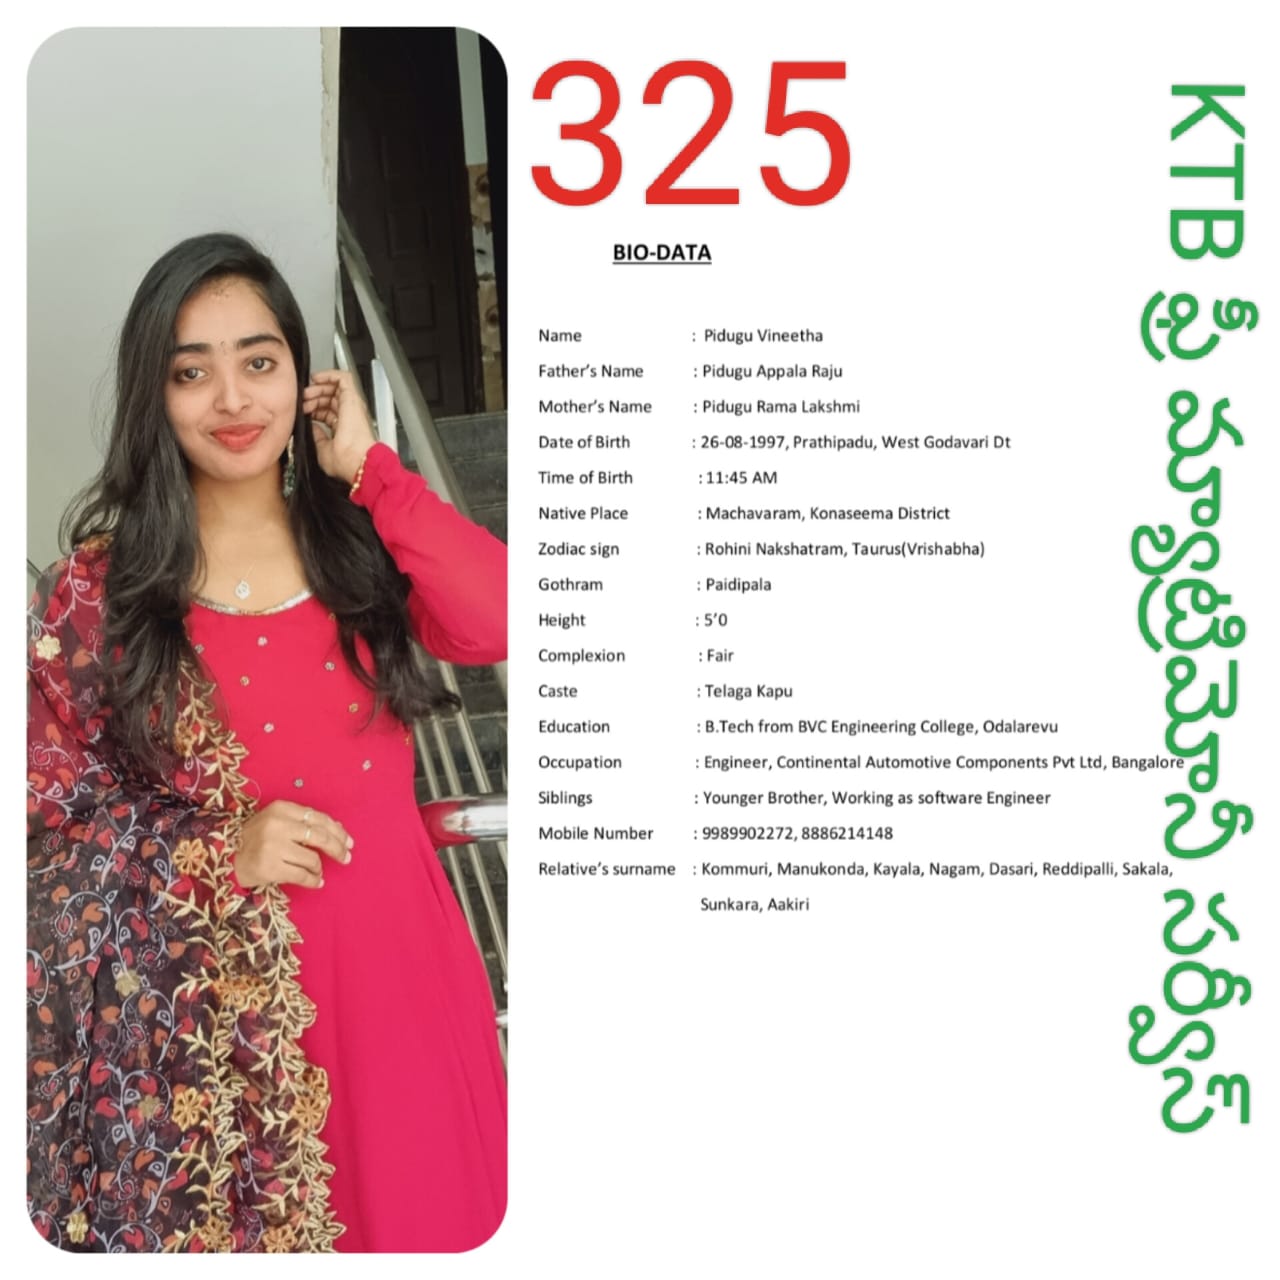 325
BIO-DATA
Name : Pidugu Vineetha
Father's Name : Pidugu Appala Raju
Mother's Name : Pidugu Rama Lakshmi
Date of Birth : 26-08-1997, Prathipadu, West Godavari Dt
Time of Birth : 11:45 AM
Native Place : Machavaram, Konaseema District
Zodiac sign : Rohini Nakshatram, Taurus(Vrishabha)
Gothram : Paidipala
Height : 5'0
Complexion : Fair
Caste : Telaga Kapu
Education : B.Tech from BVC Engineering College, Odalarevu
Occupation : Engineer, Continental Automotive Components Pvt Ltd, Bangalore
Siblings : Younger Brother, Working as software Engineer
Mobile Number : 9989902272, 8886214148
Relative's surname : Kommuri, Manukonda, Kayala, Nagam, Dasari, Reddipalli, Sakala,
Sunkara, Aakiri
KTB శ్రీ మ్యాట్రిమోనీ సర్వీస్